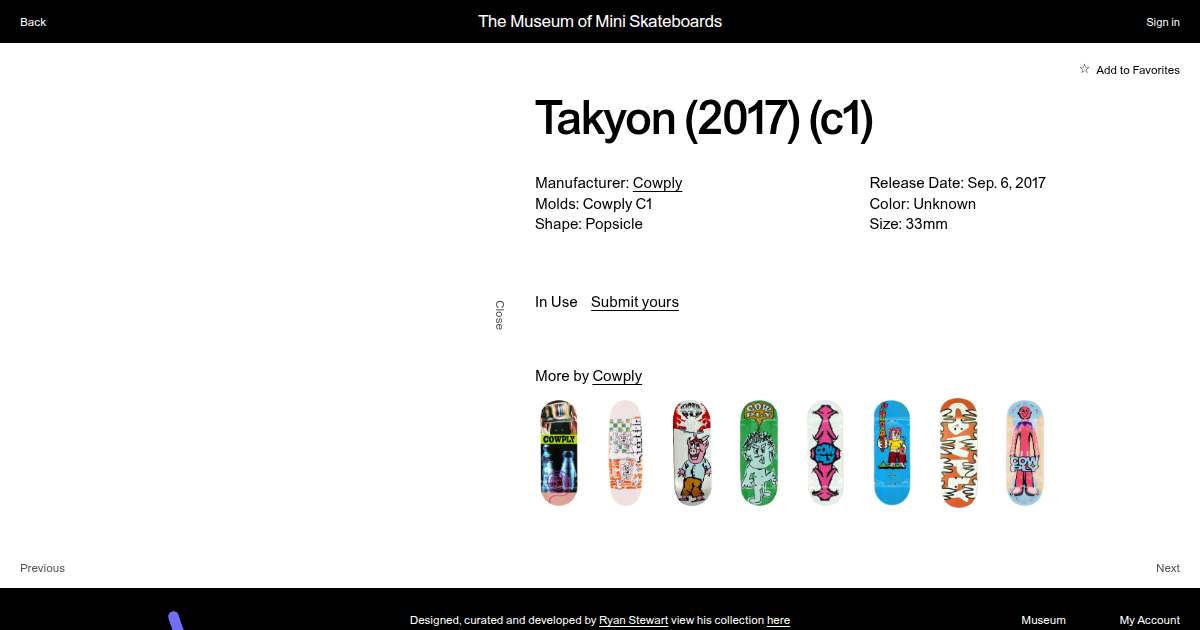 Back
The Museum of Mini Skateboards
Sign in
☆ Add to Favorites
Takyon (2017) (c1)
Manufacturer: Cowply
Molds: Cowply C1
Shape: Popsicle
Release Date: Sep. 6, 2017
Color: Unknown
Size: 33mm
Close
In Use Submit yours
More by Cowply
COWPLY
Previous
Next
Designed, curated and developed by Ryan Stewart view his collection here
Museum
My Account